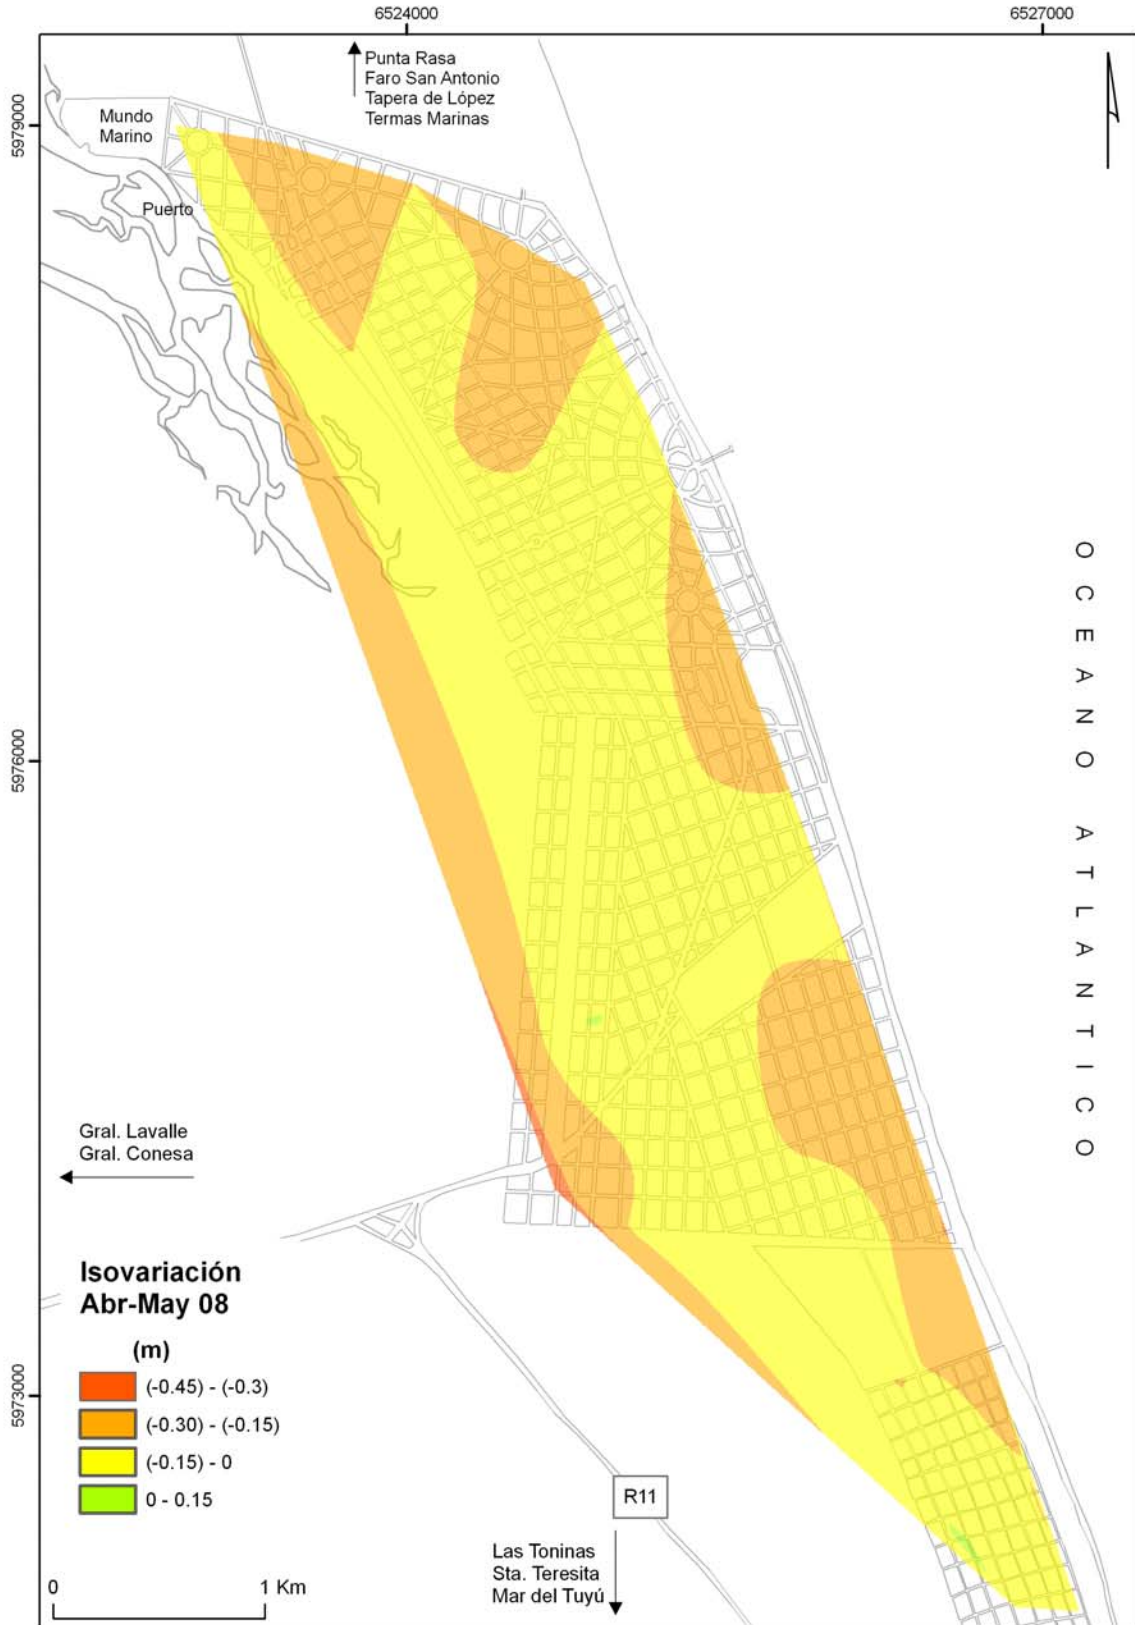 6524000
6527000
Punta Rasa
Faro San Antonio
Tapera de López
Termas Marinas
5979000
Mundo
Marino
Puerto
OCEANO ATLANTICO
5976000
Gral. Lavalle
Gral. Conesa
Isovariación
Abr-May 08
(m)
(-0.45) - (-0.3)
(-0.30) - (-0.15)
(-0.15) - 0
0 - 0.15
5973000
R11
Las Toninas
Sta. Teresita
Mar del Tuyú
0
1 Km